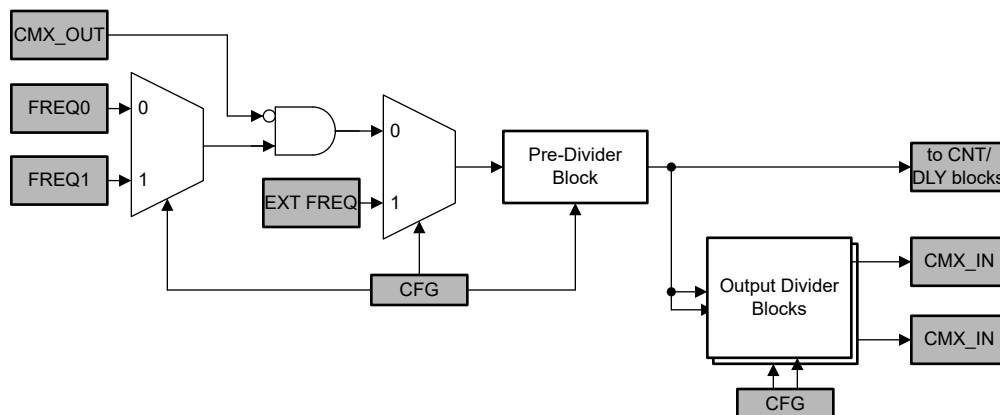 CMX_OUT
FREQ0
0
FREQ1
1
0
EXT FREQ
1
Pre-Divider
Block
to CNT/
DLY blocks
CFG
Output Divider
Blocks
CMX_IN
CMX_IN
CFG